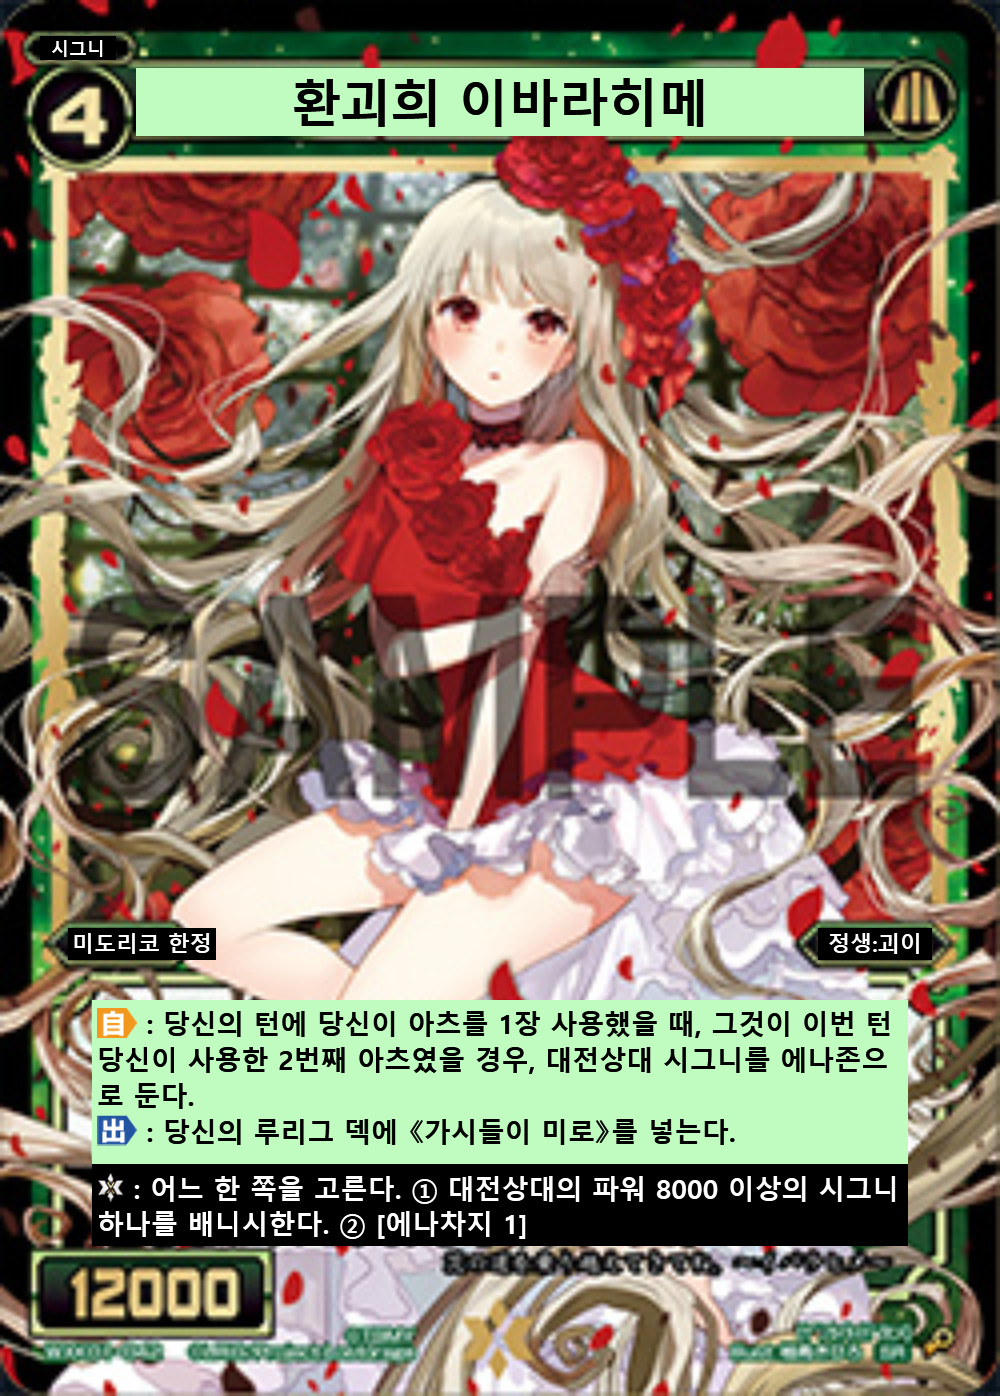 시그니
4
환괴희 이바라히메
SAMPLE
미도리코 한정
정생:괴이
自 : 당신의 턴에 당신이 아츠를 1장 사용했을 때, 그것이 이번 턴
당신이 사용한 2번째 아츠였을 경우, 대전상대 시그니를 에나존으
로 둔다.
出 : 당신의 루리그 덱에 《가시들이 미로》를 넣는다.
: 어느 한 쪽을 고른다. ① 대전상대의 파워 8000 이상의 시그니
하나를 배니시한다. ② [에나차지 1]
12000